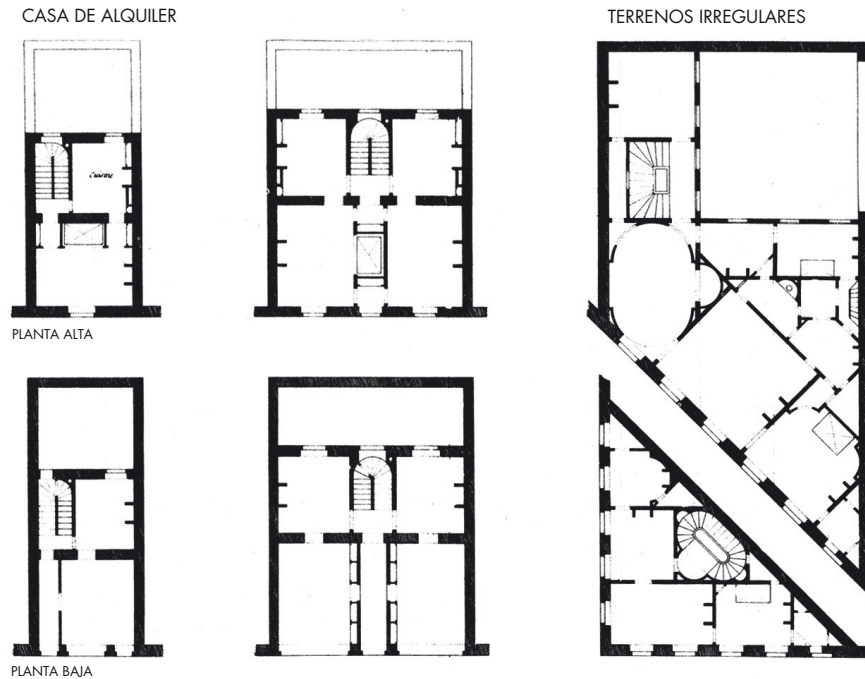 CASA DE ALQUILER
TERRENOS IRREGULARES
Cuisine
PLANTA ALTA
PLANTA BAJA